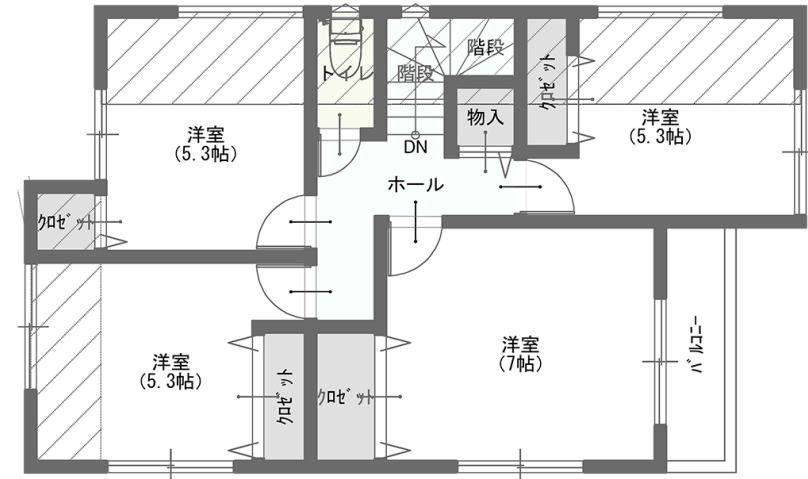 階段
トイレ
階段
クロゼット
物入
洋室
(5.3帖)
洋室
(5.3帖)
DN
ホール
クロゼット
洋室
(5.3帖)
クロゼット
クロゼット
洋室
(7帖)
バルコニー